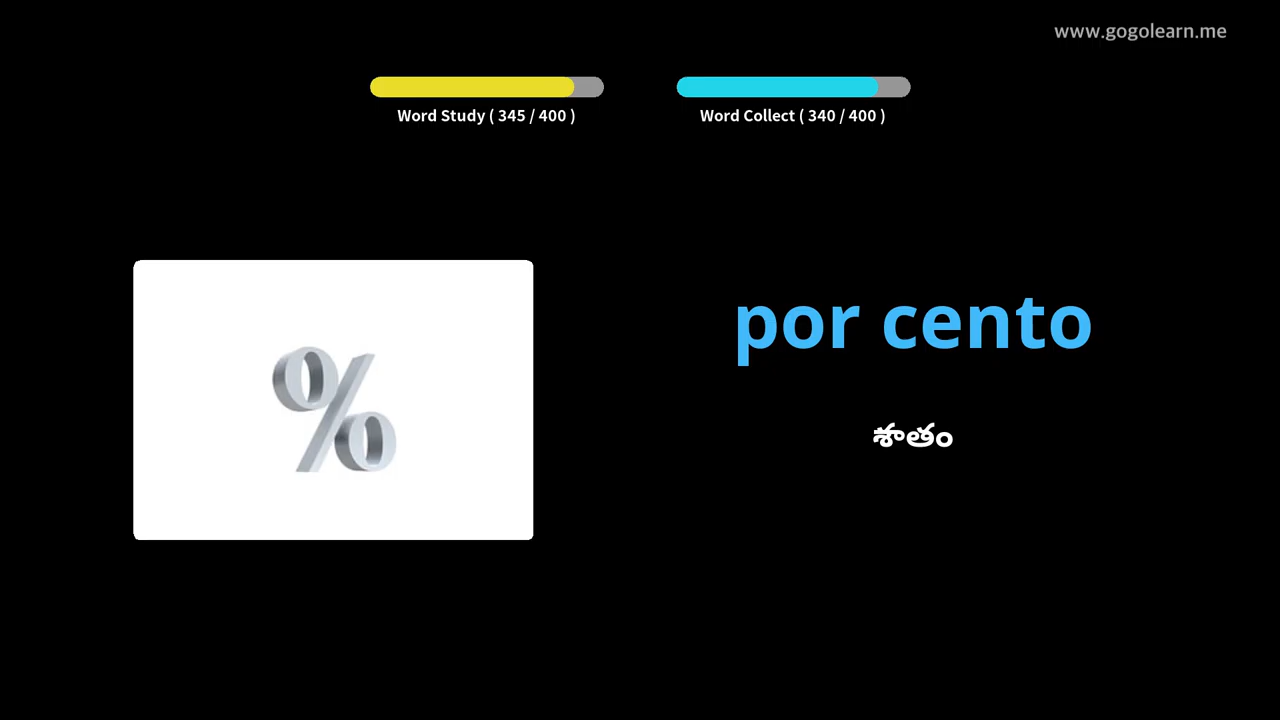 www.gogolearn.me
Word Study ( 345 / 400 )
Word Collect ( 340 / 400 )
%
por cento
శాతం